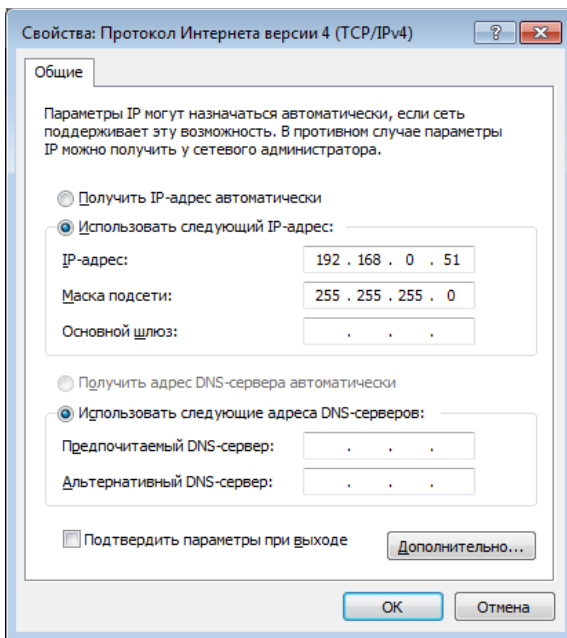 Свойства: Протокол Интернета версии 4 (TCP/IPv4)
Общие
Параметры IP могут назначаться автоматически, если сеть
поддерживает эту возможность. В противном случае параметры
IP можно получить у сетевого администратора.
Получить IP-адрес автоматически
Использовать следующий IP-адрес:
IP-адрес: 192 . 168 . 0 . 51
Маска подсети: 255 . 255 . 255 . 0
Основной шлюз: . . .
Получить адрес DNS-сервера автоматически
Использовать следующие адреса DNS-серверов:
Предпочитаемый DNS-сервер: . . .
Альтернативный DNS-сервер: . . .
Подтвердить параметры при выходе
Дополнительно...
ОК Отмена